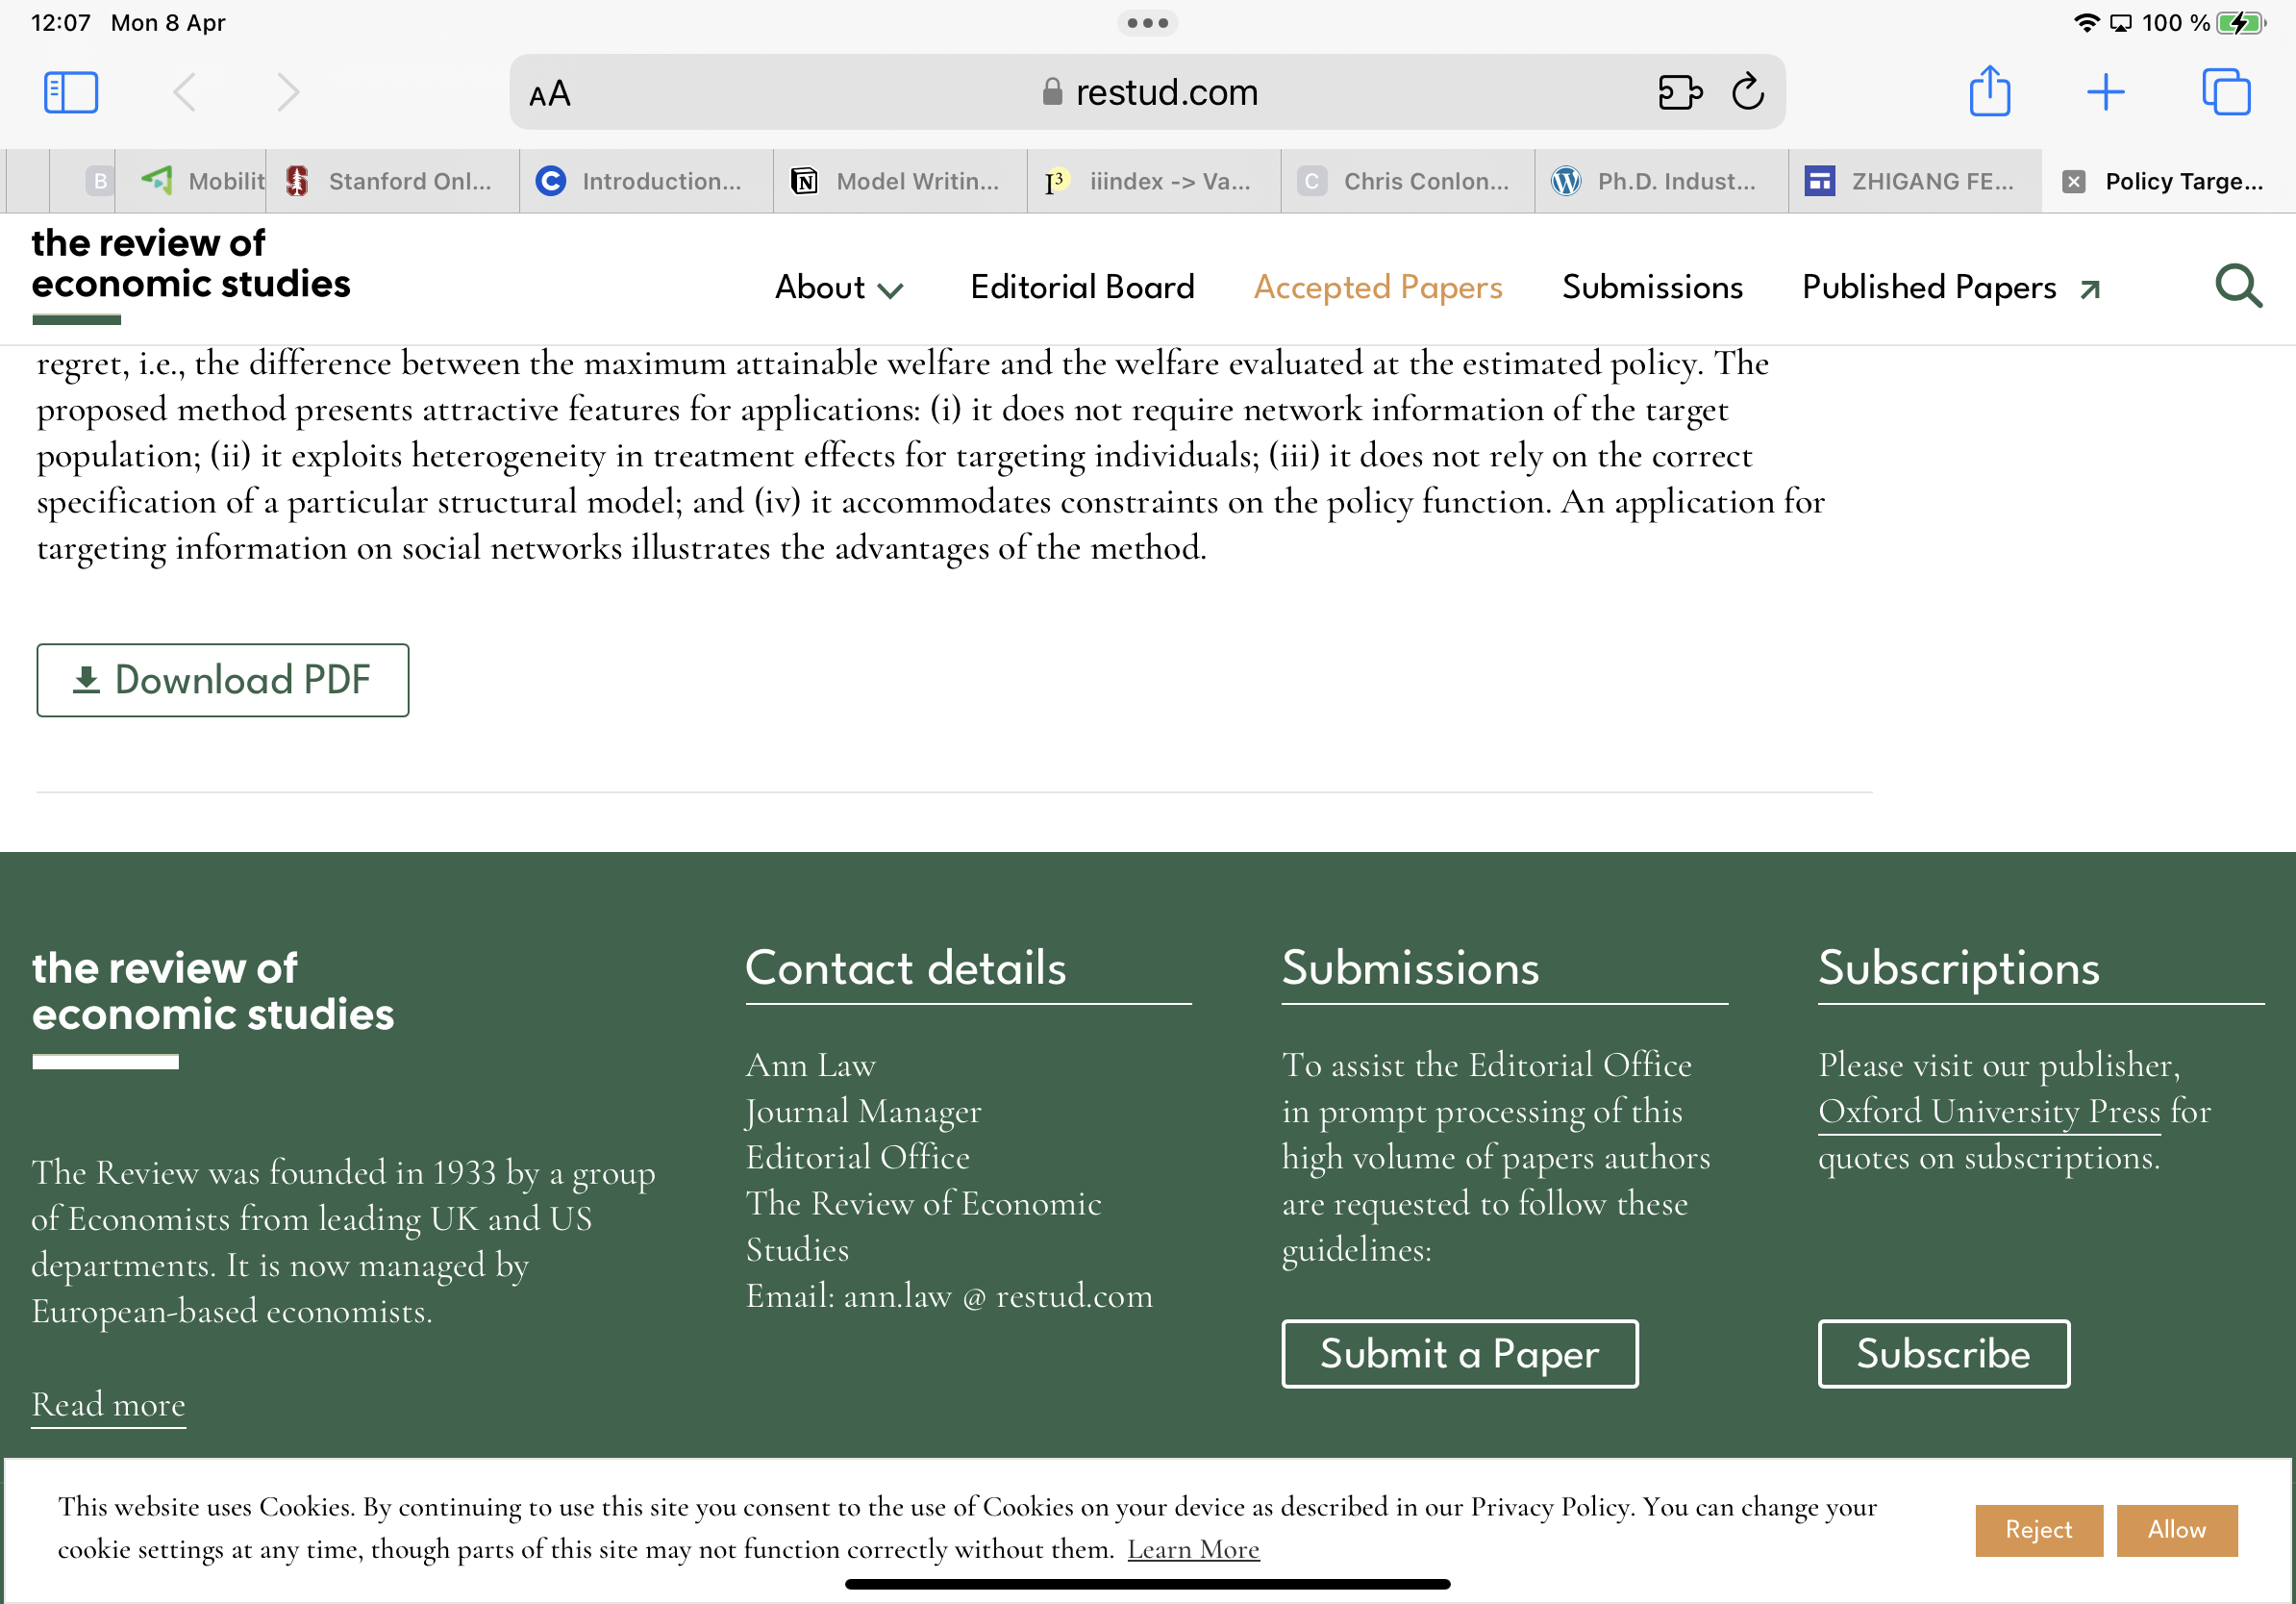 12:07 Mon 8 Apr
100 %
AA
restud.com
B
Mobilit
Stanford Onl...
Introduction...
Model Writin...
iiindex -> Va...
C
Chris Conlon...
Ph.D. Indust...
ZHIGANG FE...
Policy Targe...
the review of
economic studies
About
Editorial Board
Accepted Papers
Submissions
Published Papers
regret, i.e., the difference between the maximum attainable welfare and the welfare evaluated at the estimated policy. The
proposed method presents attractive features for applications: (i) it does not require network information of the target
population; (ii) it exploits heterogeneity in treatment effects for targeting individuals; (iii) it does not rely on the correct
specification of a particular structural model; and (iv) it accommodates constraints on the policy function. An application for
targeting information on social networks illustrates the advantages of the method.
Download PDF
the review of
economic studies
The Review was founded in 1933 by a group
of Economists from leading UK and US
departments. It is now managed by
European-based economists.
Read more
Contact details
Ann Law
Journal Manager
Editorial Office
The Review of Economic
Studies
Email: ann.law @ restud.com
Submissions
To assist the Editorial Office
in prompt processing of this
high volume of papers authors
are requested to follow these
guidelines:
Submit a Paper
Subscriptions
Please visit our publisher,
Oxford University Press for
quotes on subscriptions.
Subscribe
This website uses Cookies. By continuing to use this site you consent to the use of Cookies on your device as described in our Privacy Policy. You can change your
cookie settings at any time, though parts of this site may not function correctly without them. Learn More
Reject
Allow